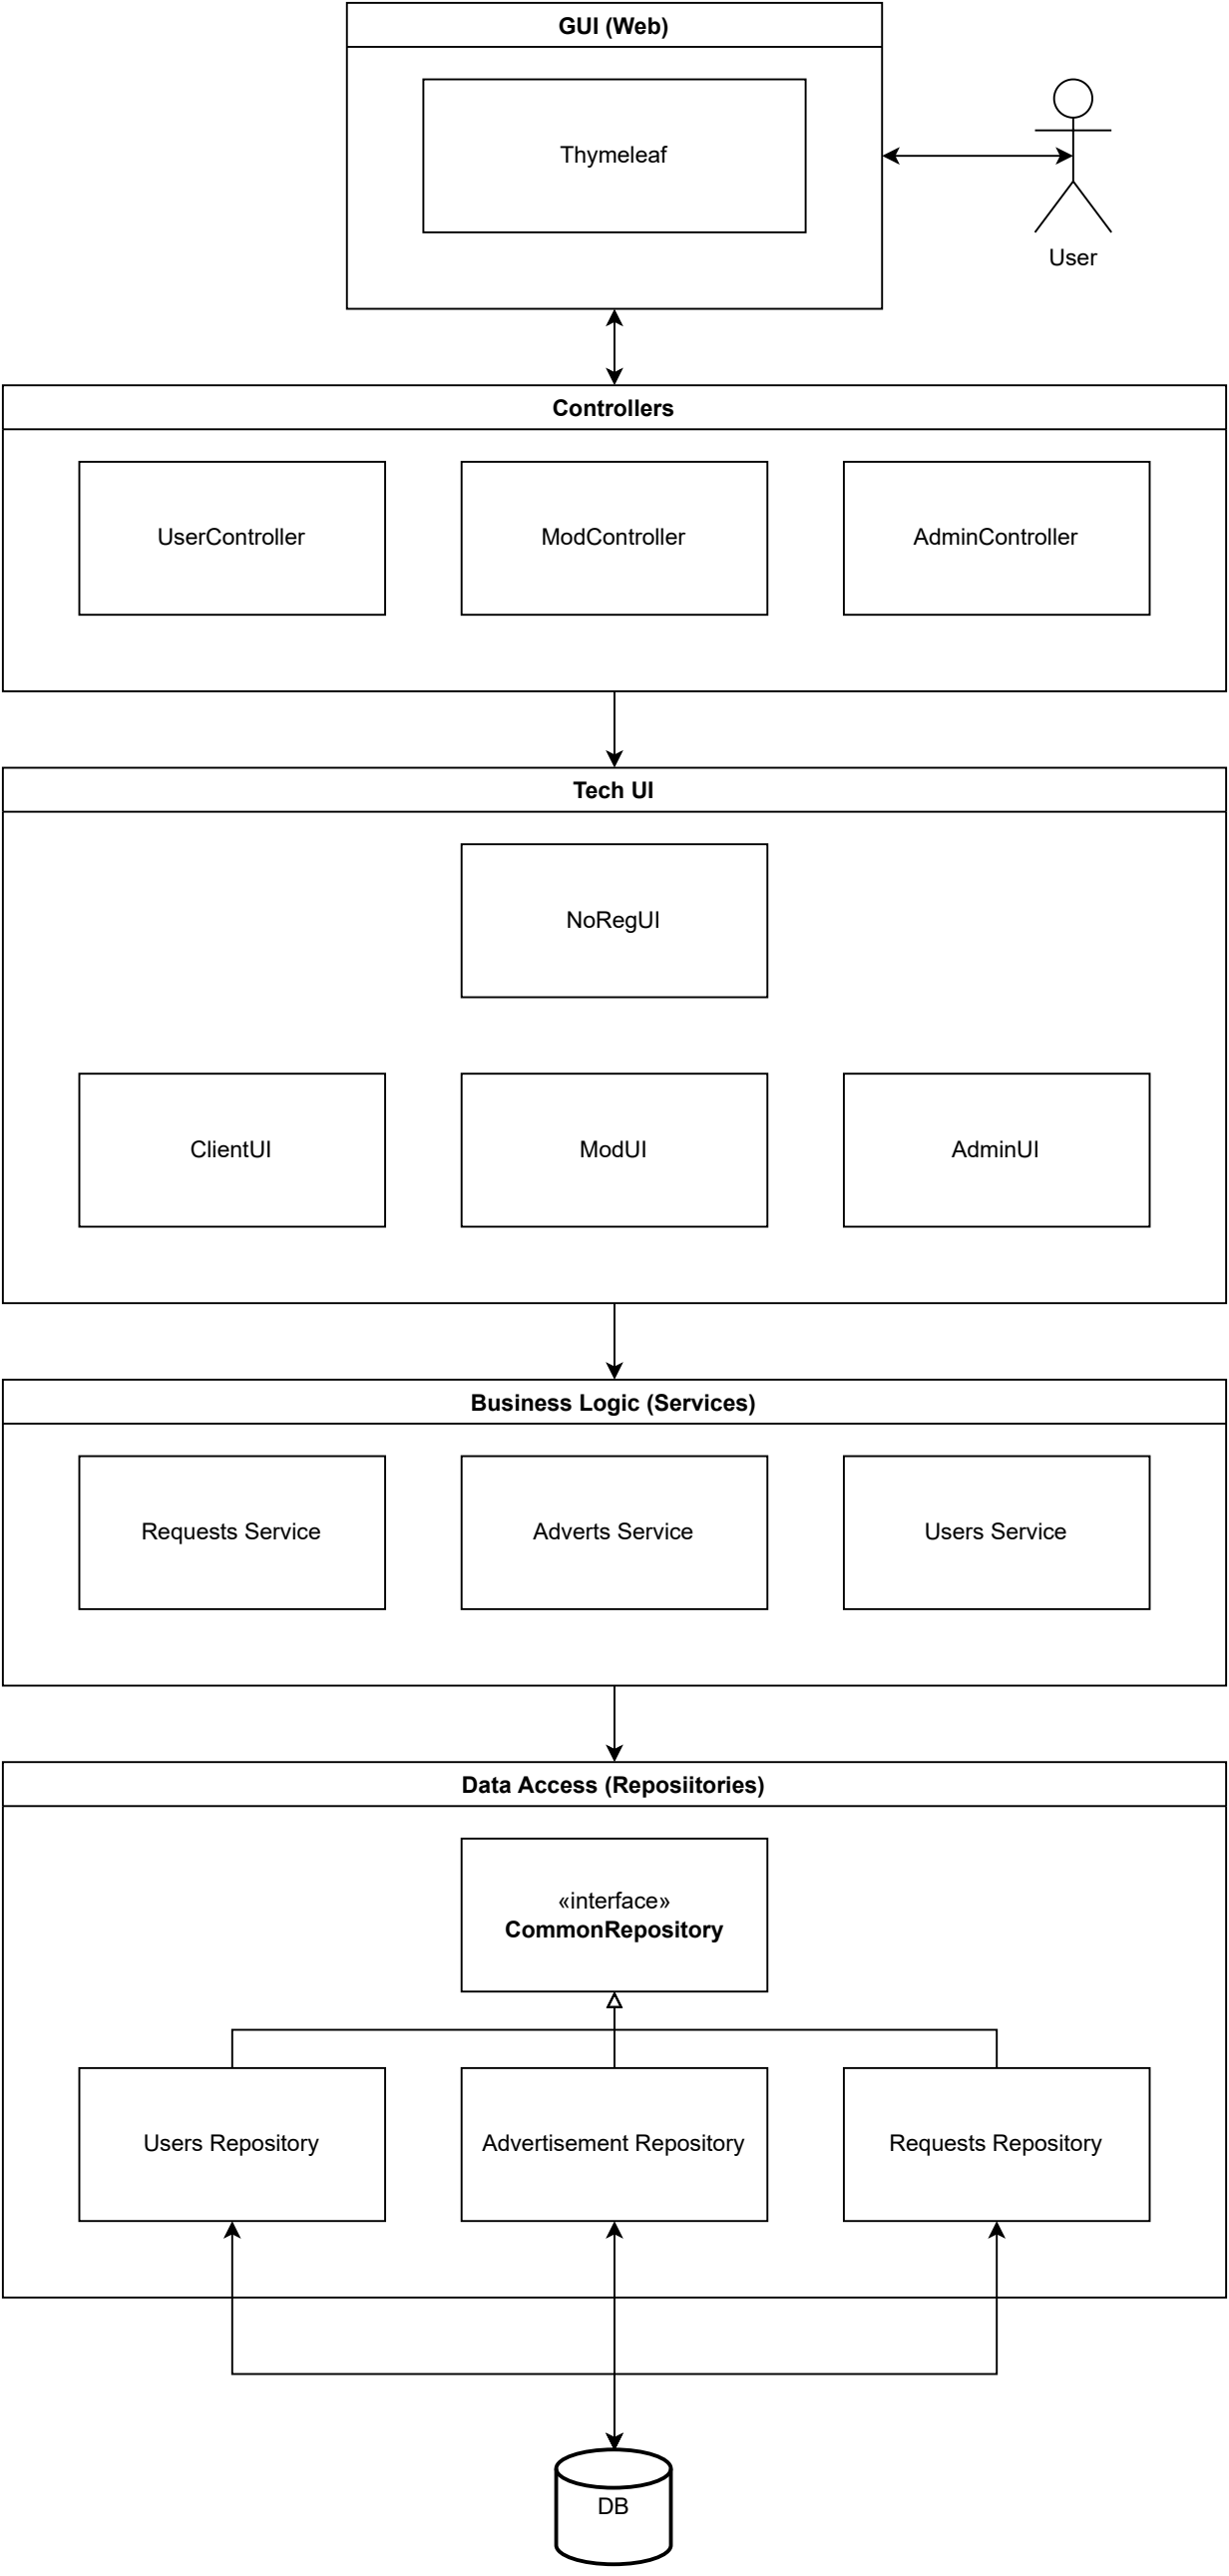 GUI (Web)
Thymeleaf
User
Controllers
UserController
ModController
AdminController
Tech UI
NoRegUI
ClientUI
ModUI
AdminUI
Business Logic (Services)
Requests Service
Adverts Service
Users Service
Data Access (Reposiitories)
«interface»
CommonRepository
Users Repository
Advertisement Repository
Requests Repository
DB